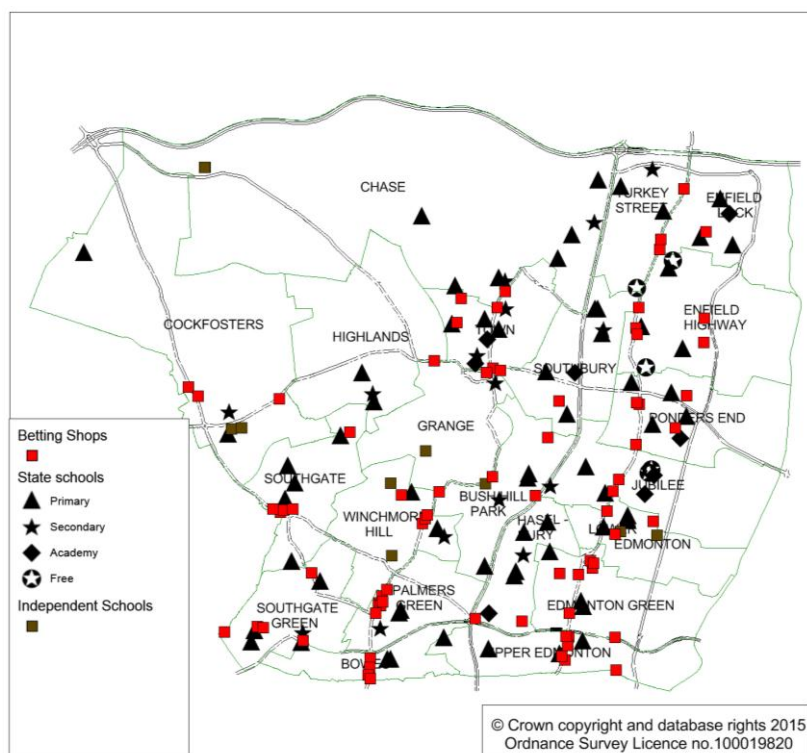 CHASE
TURKEY
STREET
ENFIELD
LOCK
COCKFOSTERS
HIGHLANDS
TOWN
ENFIELD
HIGHWAY
SOUTHBURY
GRANGE
PONDERS END
SOUTHGATE
BUSH HILL
PARK
JUBILEE
WINCHMORE
HILL
HASEL -
BURY
LOWER
EDMONTON
PALMERS
GREEN
SOUTHGATE
GREEN
EDMONTON GREEN
BOWES
UPPER EDMONTON
Betting Shops
State schools
Primary
Secondary
Academy
Free
Independent Schools
© Crown copyright and database rights 2015
Ordnance Survey Licence no.100019820